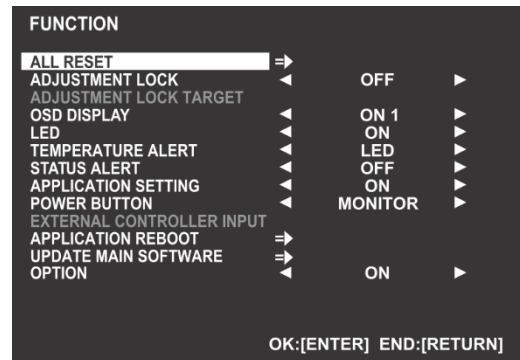 FUNCTION
ALL RESET
ADJUSTMENT LOCK OFF
ADJUSTMENT LOCK TARGET
OSD DISPLAY ON 1
LED ON
TEMPERATURE ALERT LED
STATUS ALERT OFF
APPLICATION SETTING ON
POWER BUTTON MONITOR
EXTERNAL CONTROLLER INPUT
APPLICATION REBOOT
UPDATE MAIN SOFTWARE
OPTION ON
OK:[ENTER] END:[RETURN]